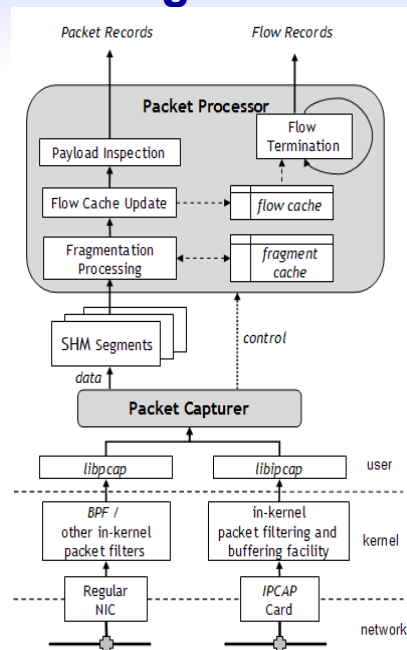 Packet Records Flow Records
Packet Processor
Flow
Termination
Payload Inspection
Flow Cache Update
flow cache
Fragmentation
Processing
fragment
cache
SHM Segments
control
data
Packet Capturer
libpcap
libipcap
user
BPF /
other in-kernel
packet filters
in-kernel
packet filtering and
buffering facility
kernel
Regular
NIC
IPCAP
Card
network